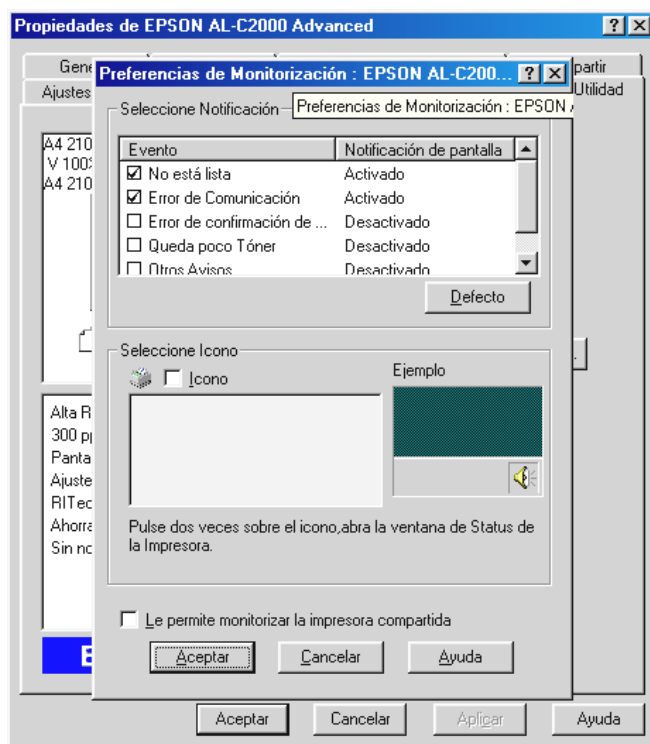 Propiedades de EPSON AL-C2000 Advanced
Gene
partir
Ajustes
Utilidad
Preferencias de Monitorización : EPSON AL-C200...
Seleccione Notificación
Preferencias de Monitorización : EPSON
Evento Notificación de pantalla
No está lista Activado
Error de Comunicación Activado
Error de confirmación de ... Desactivado
Queda poco Tóner Desactivado
Otros Avisos Desactivado
Defecto
Seleccione Icono
Icono
Ejemplo
Pulse dos veces sobre el icono,abra la ventana de Status de
la Impresora.
Le permite monitorizar la impresora compartida
Aceptar Cancelar Ayuda
A4 210
V 100%
A4 210
Alta R
300 pp
Panta
Ajuste
RITec
Ahorra
Sin no
E
Aceptar Cancelar Aplicar Ayuda